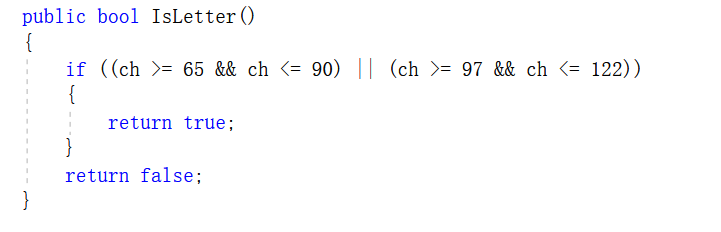 public bool IsLetter()
{
if ((ch >= 65 && ch <= 90) || (ch >= 97 && ch <= 122))
{
return true;
}
return false;
}